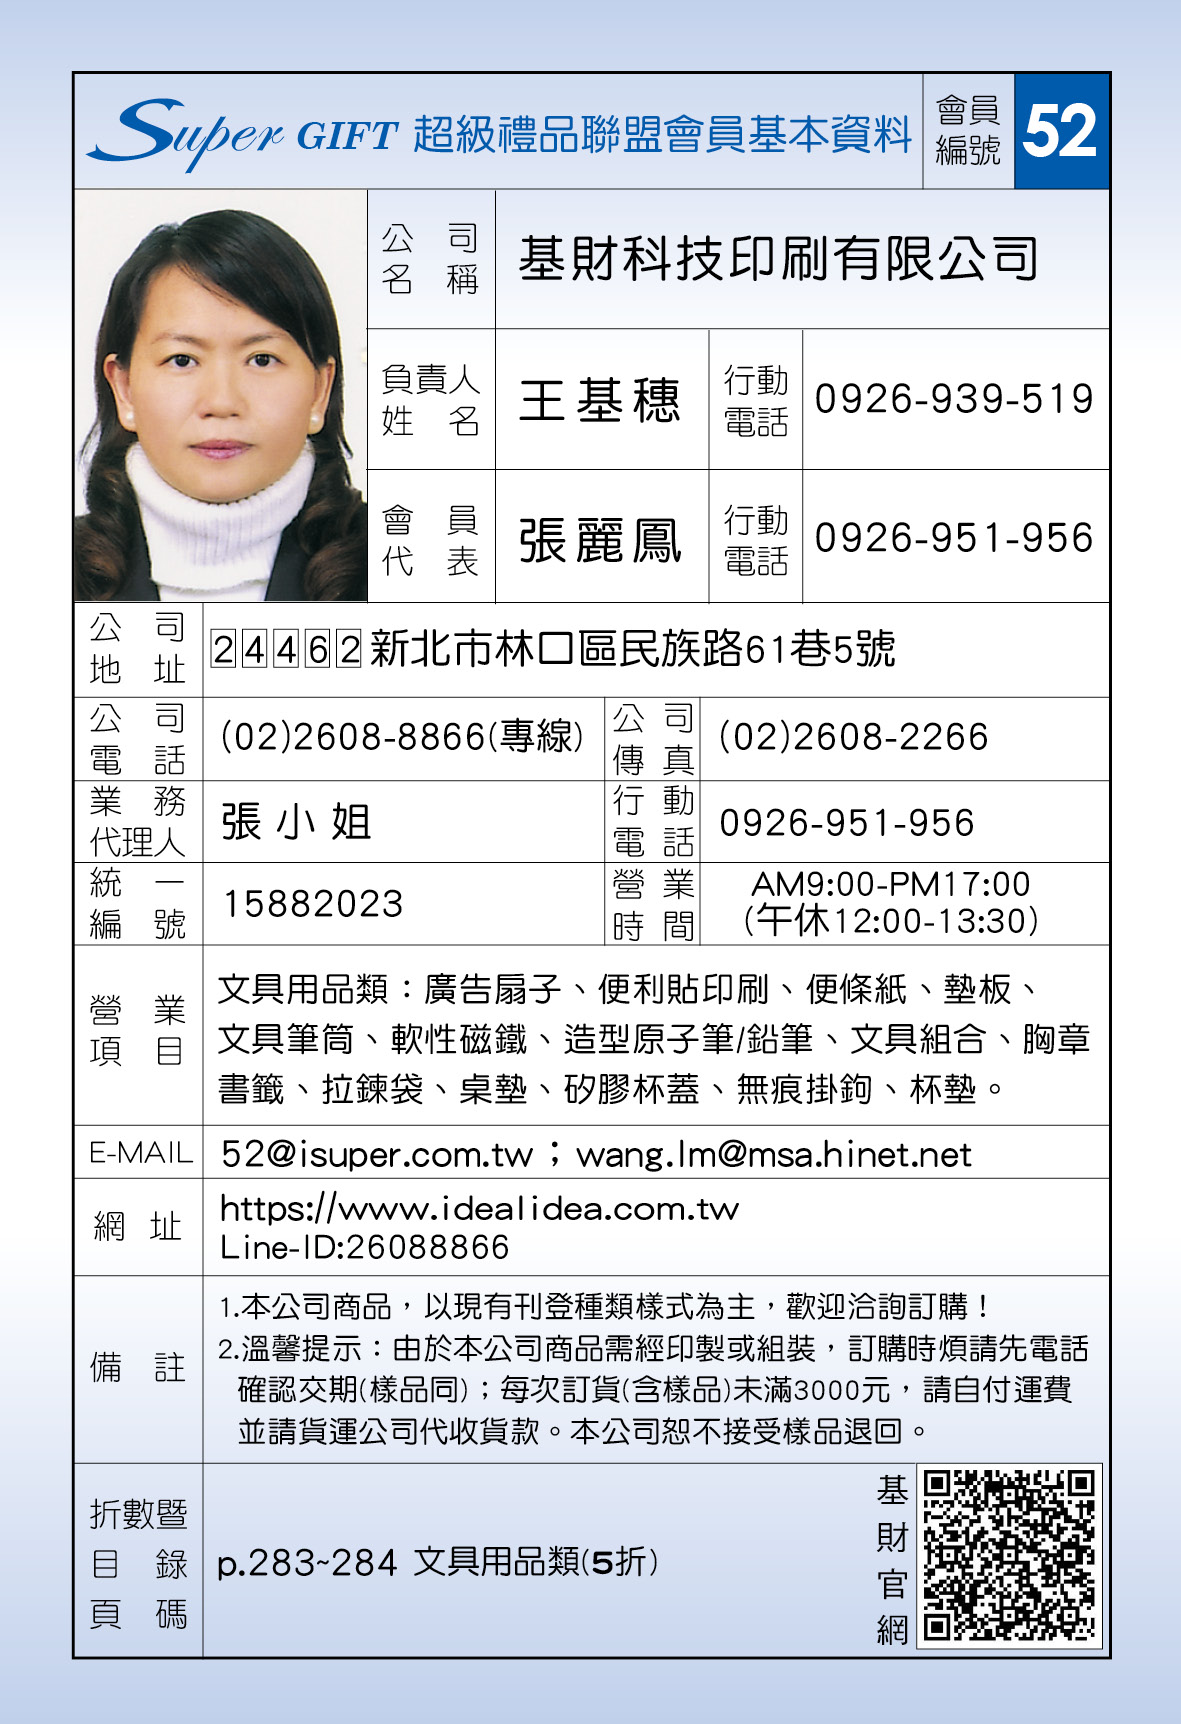 Super GIFT 超級禮品聯盟會員基本資料 會員編號 52
公司名稱 基財科技印刷有限公司
負責人姓名 王基穗 行動電話 0926-939-519
會員代表 張麗鳳 行動電話 0926-951-956
公司地址 24462新北市林口區民族路61巷5號
公司電話 (02)2608-8866(專線) 公司傳真 (02)2608-2266
業務代理人 張小姐 行動電話 0926-951-956
統一編號 15882023 營業時間 AM9:00-PM17:00
(午休12:00-13:30)
營業項目 文具用品類：廣告扇子、便利貼印刷、便條紙、墊板、
文具筆筒、軟性磁鐵、造型原子筆/鉛筆、文具組合、胸章
書籤、拉鍊袋、桌墊、矽膠杯蓋、無痕掛鉤、杯墊。
E-MAIL 52@isuper.com.tw；wang.lm@msa.hinet.net
網址 https://www.idealidea.com.tw
Line-ID:26088866
備註 1.本公司商品，以現有刊登種類樣式為主，歡迎洽詢訂購！
2.溫馨提示：由於本公司商品需經印製或組裝，訂購時煩請先電話
確認交期(樣品同)；每次訂貨(含樣品)未滿3000元，請自付運費
並請貨運公司代收貨款。本公司恕不接受樣品退回。
折數暨目錄頁碼 p.283~284 文具用品類(5折)
基財官網